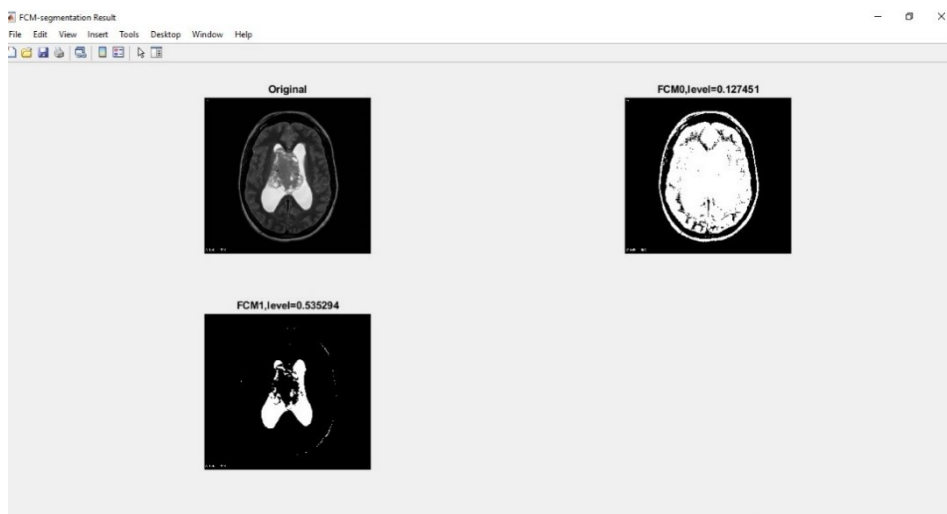 FCM-segmentation Result
File Edit View Insert Tools Desktop Window Help
Original
FCM0,level=0.127451
FCM1,level=0.535294